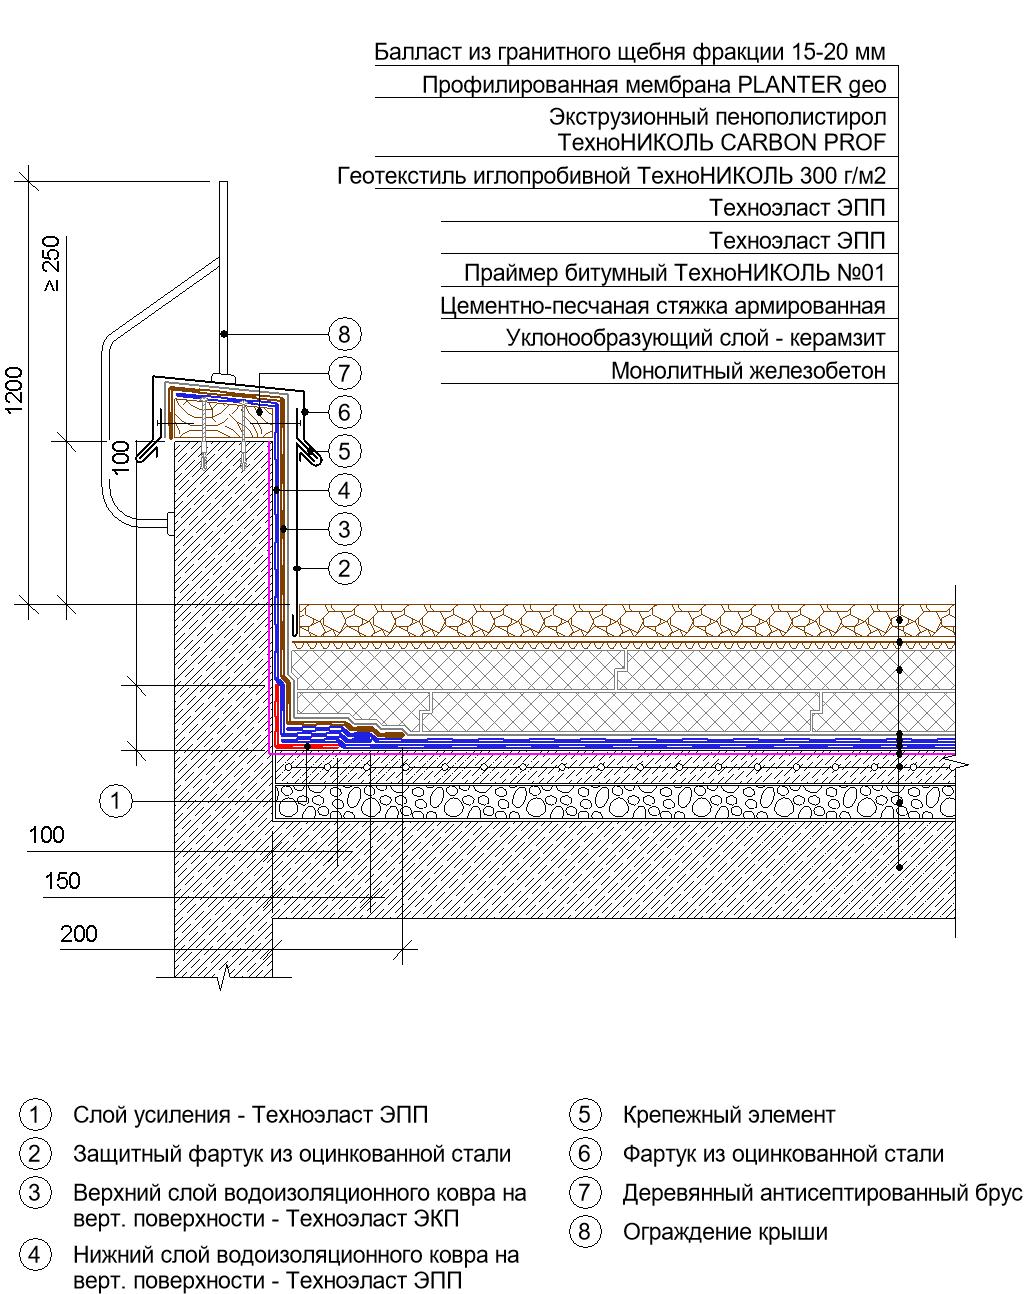 Балласт из гранитного щебня фракции 15-20 мм
Профилированная мембрана PLANTER geo
Экструзионный пенополистирол
ТехноНИКОЛЬ CARBON PROF
Геотекстиль иглопробивной ТехноНИКОЛЬ 300 г/м2
Техноэласт ЭПП
Техноэласт ЭПП
Праймер битумный ТехноНИКОЛЬ №01
Цементно-песчаная стяжка армированная
Уклонообразующий слой - керамзит
Монолитный железобетон
≥ 250
1200
100
8
7
6
5
4
3
2
1
100
150
200
1 Слой усиления - Техноэласт ЭПП
2 Защитный фартук из оцинкованной стали
3 Верхний слой водоизоляционного ковра на
верт. поверхности - Техноэласт ЭКП
4 Нижний слой водоизоляционного ковра на
верт. поверхности - Техноэласт ЭПП
5 Крепежный элемент
6 Фартук из оцинкованной стали
7 Деревянный антисептированный брус
8 Ограждение крыши